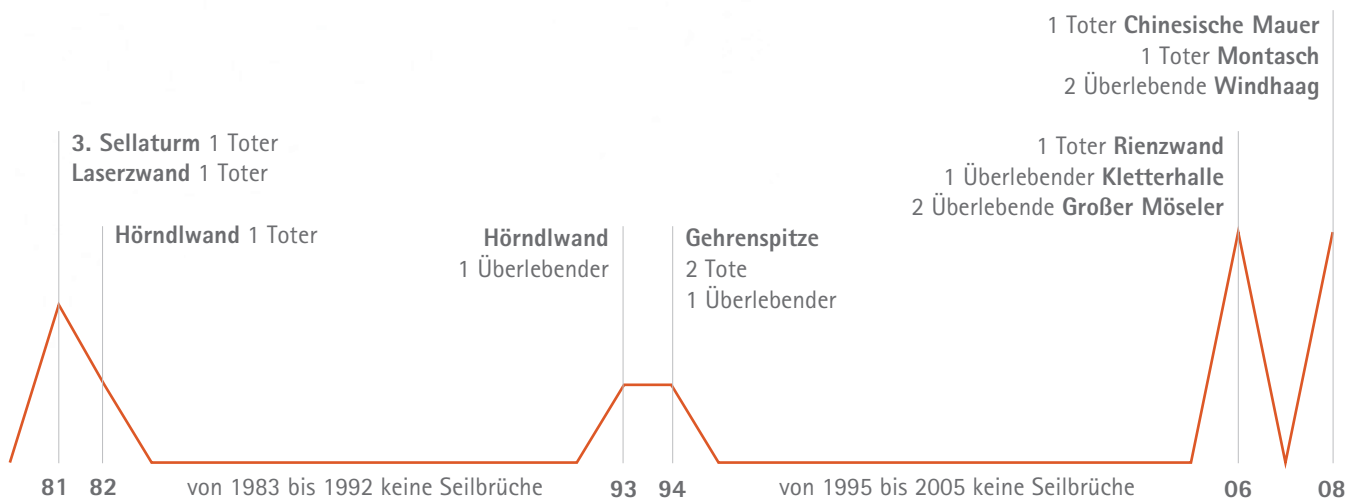 1 Toter Chinesische Mauer
1 Toter Montasch
2 Überlebende Windhaag
3. Sellaturm 1 Toter
Laserzwand 1 Toter
1 Toter Rienzwand
1 Überlebender Kletterhalle
2 Überlebende Großer Möseler
Hörndlwand 1 Toter
Hörndlwand
1 Überlebender
Gehrenspitze
2 Tote
1 Überlebender
81 82 von 1983 bis 1992 keine Seilbrüche 93 94 von 1995 bis 2005 keine Seilbrüche 06 08